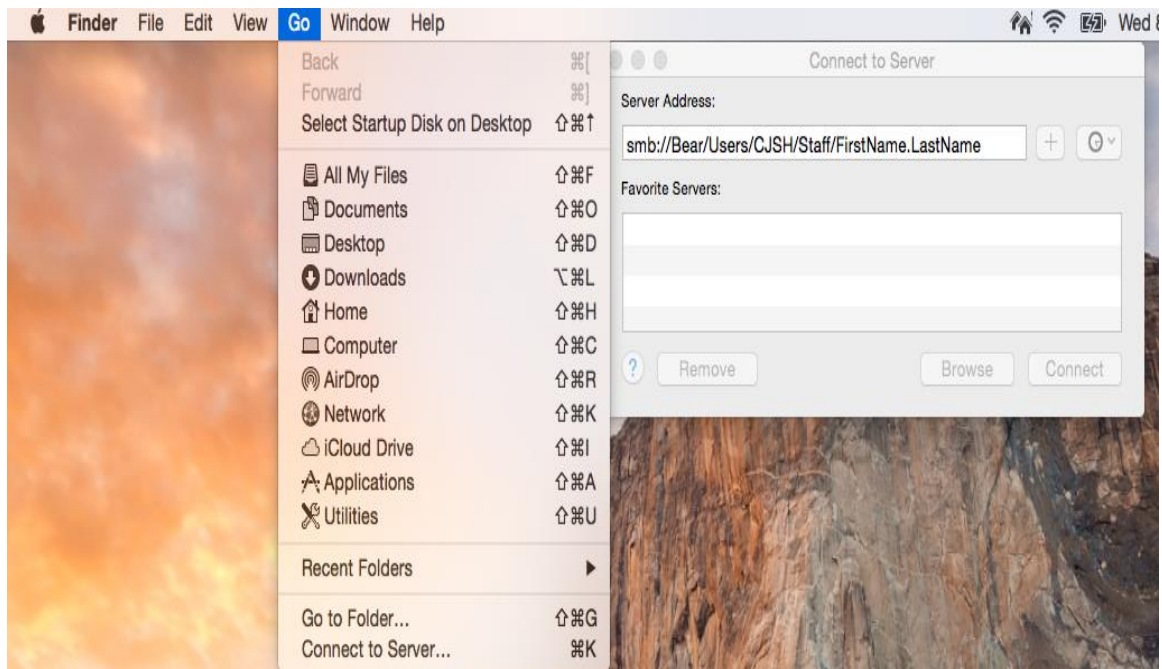 Finder File Edit View Go Window Help Wed 8
Back ⌘[
Forward ⌘]
Select Startup Disk on Desktop ⇧⌘↑
All My Files ⇧⌘F
Documents ⇧⌘O
Desktop ⇧⌘D
Downloads ⌥⌘L
Home ⇧⌘H
Computer ⇧⌘C
AirDrop ⇧⌘R
Network ⇧⌘K
iCloud Drive ⇧⌘I
Applications ⇧⌘A
Utilities ⇧⌘U
Recent Folders
Go to Folder... ⇧⌘G
Connect to Server... ⌘K
Connect to Server
Server Address:
smb://Bear/Users/CJSH/Staff/FirstName.LastName
Favorite Servers:
? Remove Browse Connect